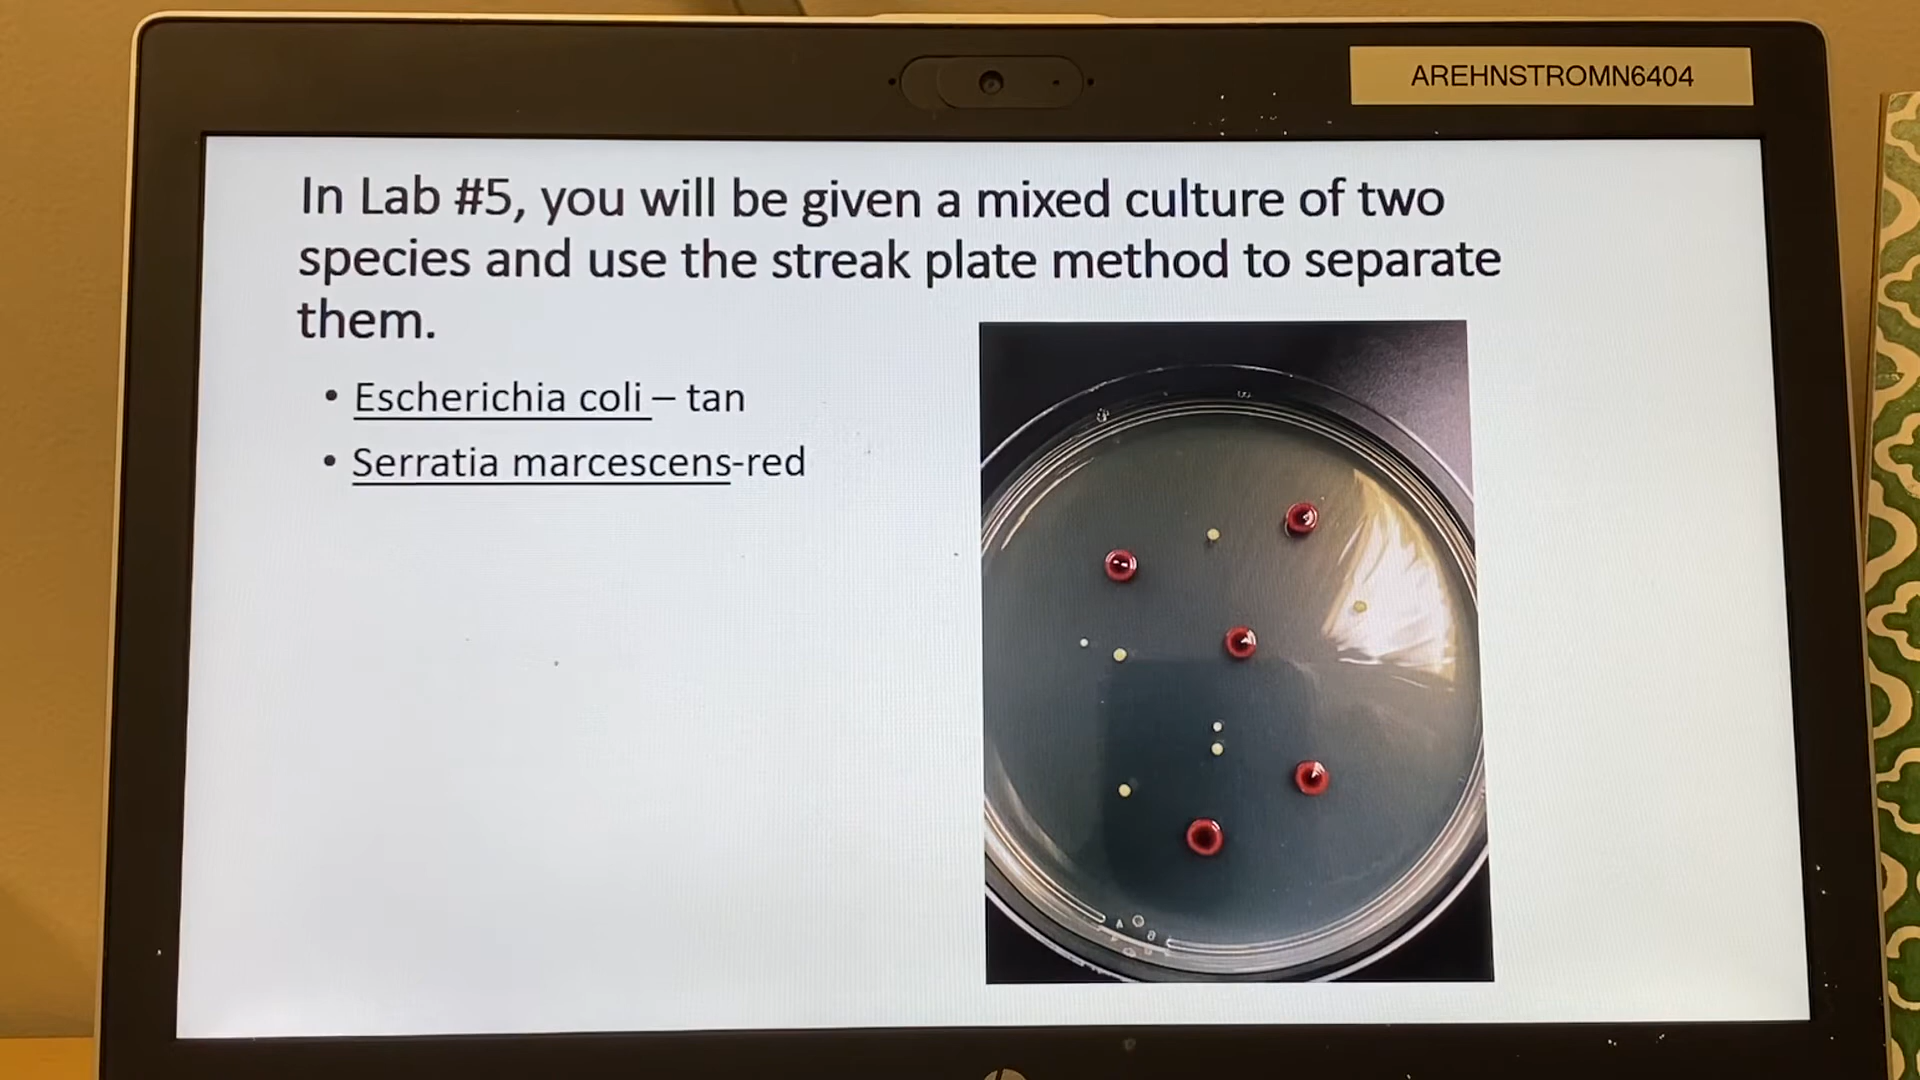 AREHNSTROMN6404
In Lab #5, you will be given a mixed culture of two
species and use the streak plate method to separate
them.
• Escherichia coli – tan
• Serratia marcescens-red